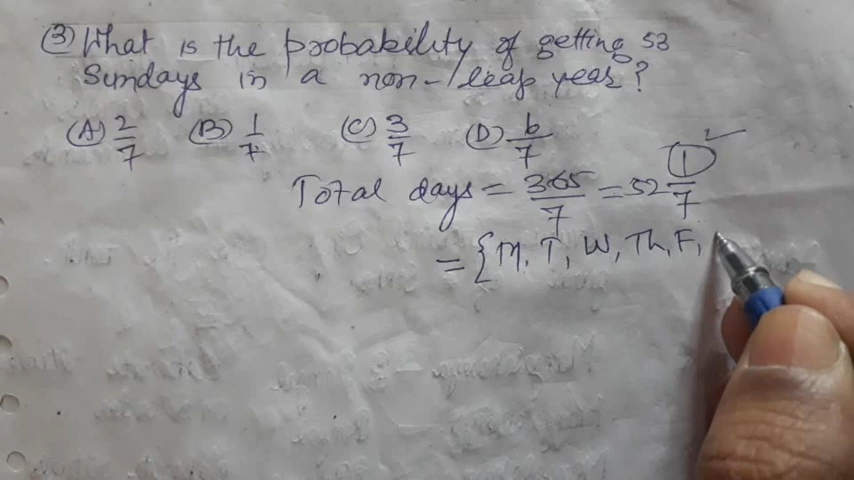 (3) What is the probability of getting 53
Sundays in a non-leap year?
(A) 2/7 (B) 1/7 (C) 3/7 (D) 6/7
Total days = 365/7 = 52 1/7
= {M, T, W, Th, F,